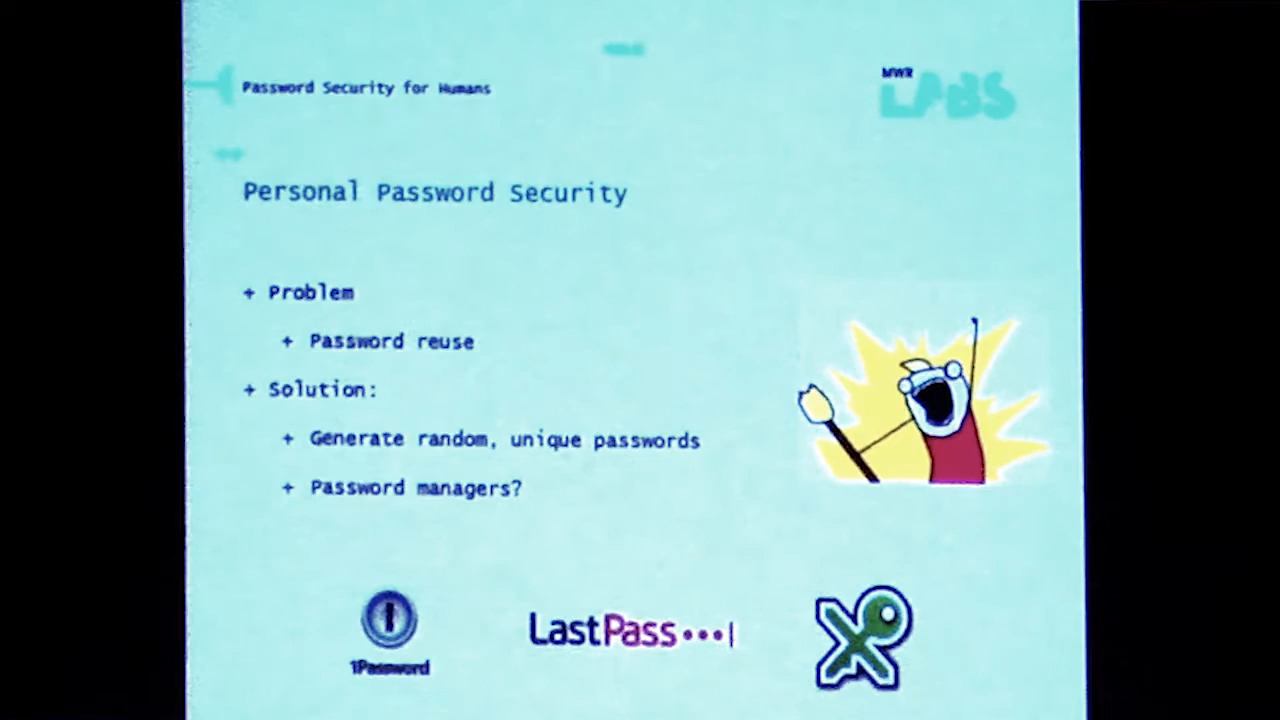 Password Security for Humans
MWR
LABS
Personal Password Security
+ Problem
+ Password reuse
+ Solution:
+ Generate random, unique passwords
+ Password managers?
1Password
LastPass•••|